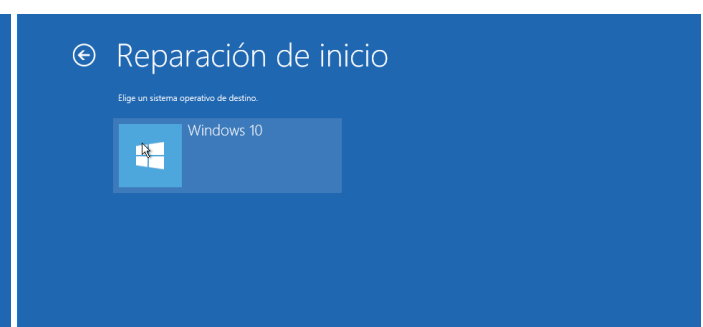 Reparación de inicio
Elige un sistema operativo de destino.
Windows 10